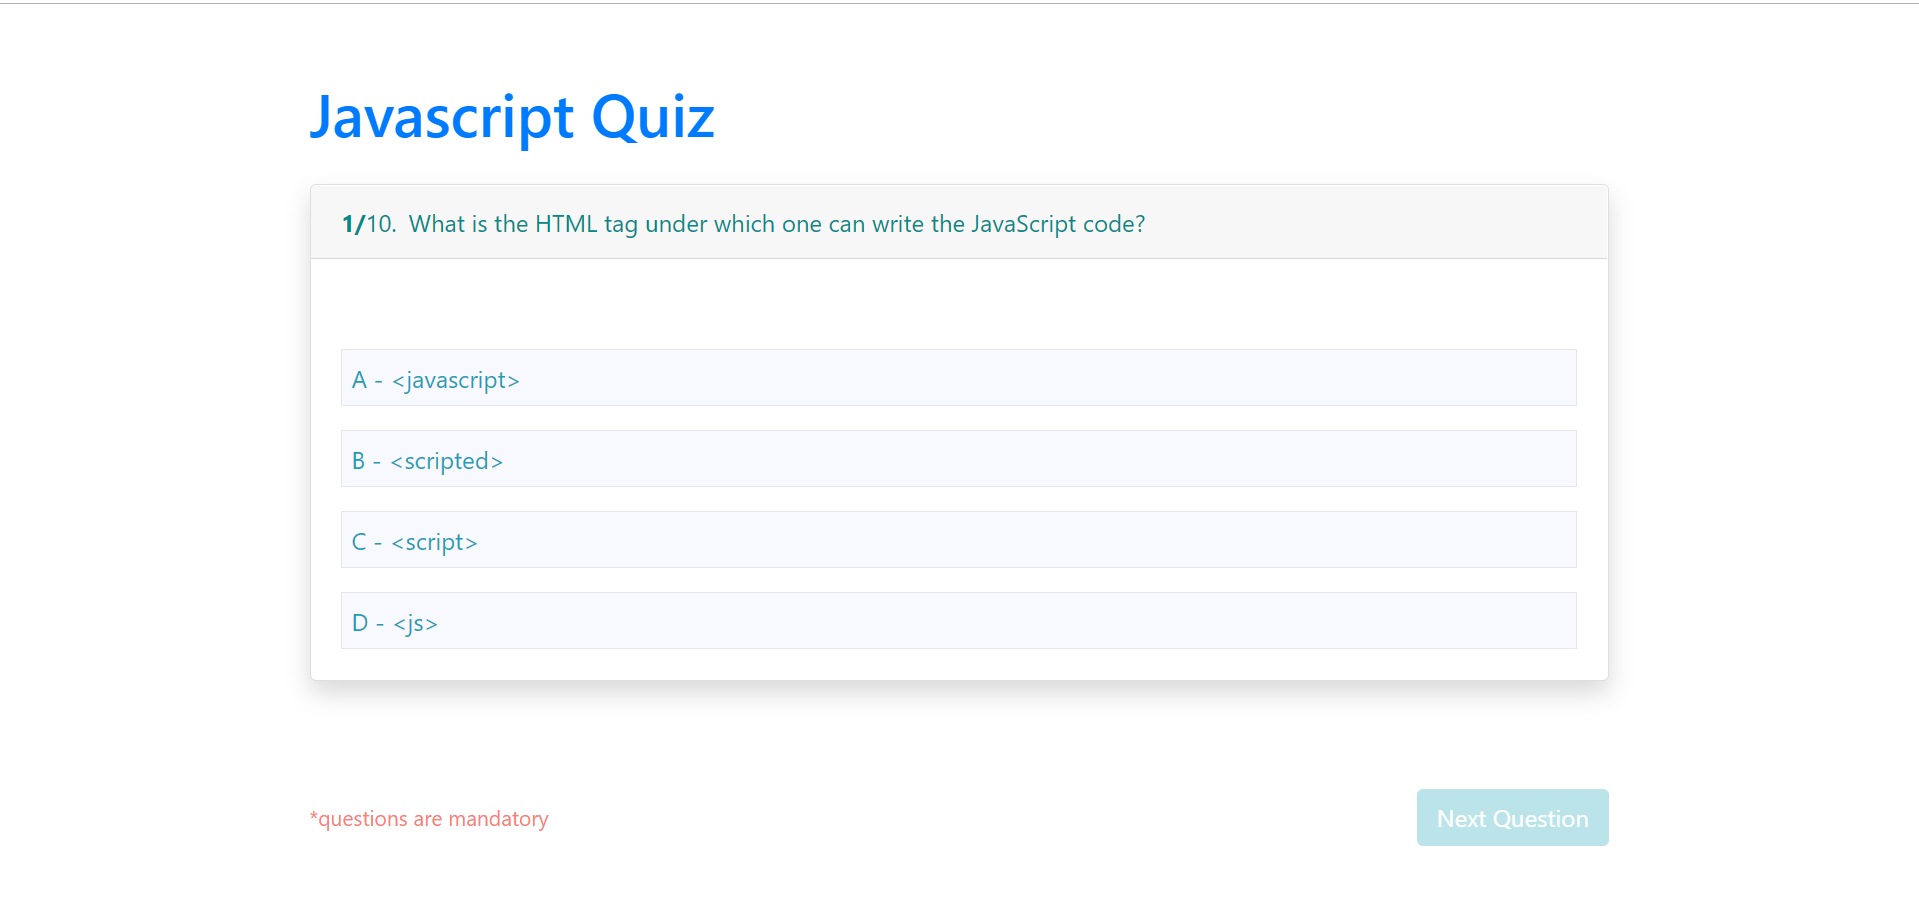 Javascript Quiz
1/10. What is the HTML tag under which one can write the JavaScript code?
A - <javascript>
B - <scripted>
C - <script>
D - <js>
*questions are mandatory
Next Question